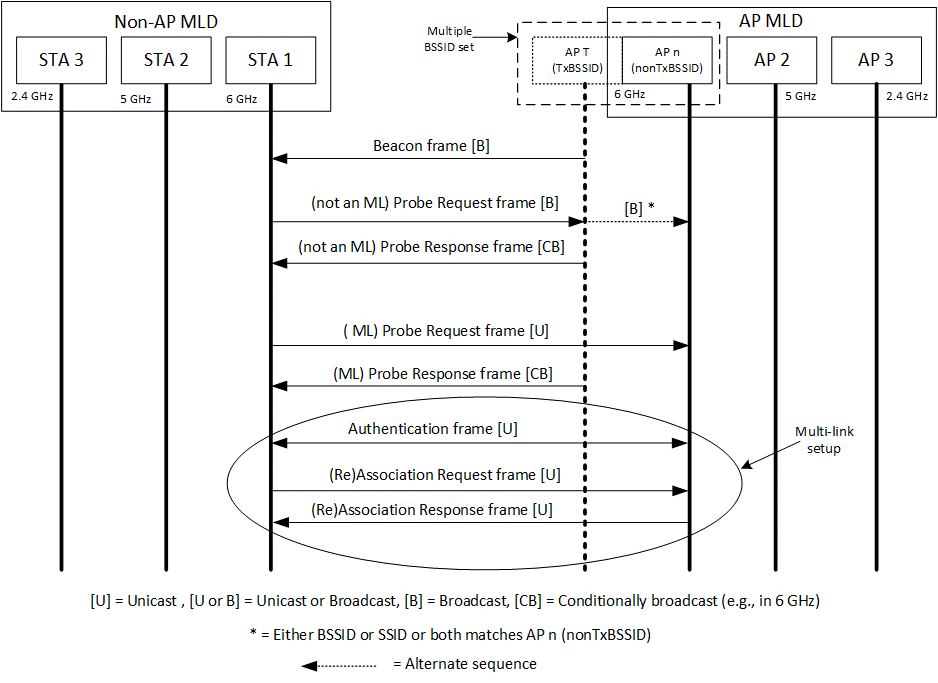 Non-AP MLD
AP MLD
Multiple
BSSID set
STA 3
STA 2
STA 1
AP T
(TxBSSID)
AP n
(nonTxBSSID)
AP 2
AP 3
2.4 GHz
5 GHz
6 GHz
6 GHz
5 GHz
2.4 GHz
Beacon frame [B]
(not an ML) Probe Request frame [B]
[B] *
(not an ML) Probe Response frame [CB]
( ML) Probe Request frame [U]
(ML) Probe Response frame [CB]
Authentication frame [U]
Multi-link
setup
(Re)Association Request frame [U]
(Re)Association Response frame [U]
[U] = Unicast , [U or B] = Unicast or Broadcast, [B] = Broadcast, [CB] = Conditionally broadcast (e.g., in 6 GHz)
* = Either BSSID or SSID or both matches AP n (nonTxBSSID)
= Alternate sequence